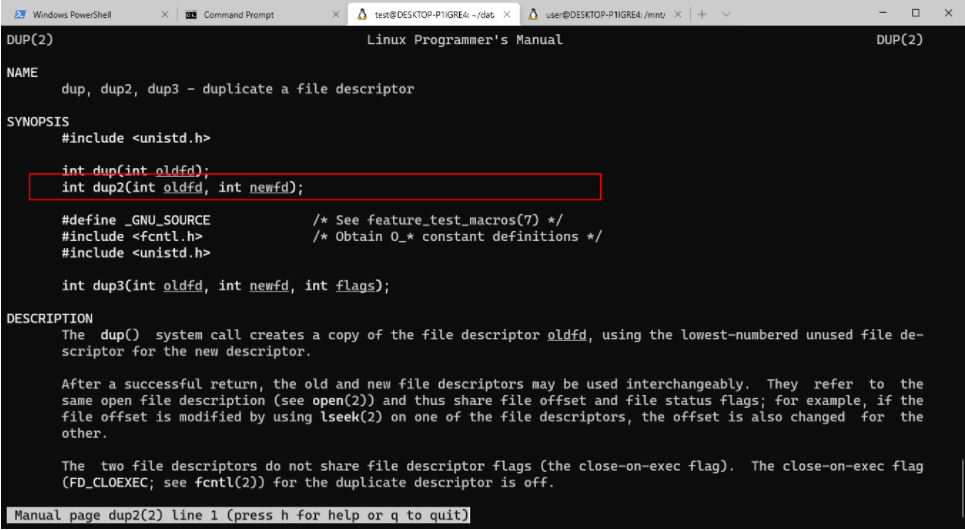 Windows PowerShell
Command Prompt
test@DESKTOP-P1IGRE4: ~/dat
user@DESKTOP-P1IGRE4: /mnt/
DUP(2) Linux Programmer's Manual DUP(2)
NAME
dup, dup2, dup3 - duplicate a file descriptor
SYNOPSIS
#include <unistd.h>
int dup(int oldfd);
int dup2(int oldfd, int newfd);
#define _GNU_SOURCE /* See feature_test_macros(7) */
#include <fcntl.h> /* Obtain O_* constant definitions */
#include <unistd.h>
int dup3(int oldfd, int newfd, int flags);
DESCRIPTION
The dup() system call creates a copy of the file descriptor oldfd, using the lowest-numbered unused file de-
scriptor for the new descriptor.
After a successful return, the old and new file descriptors may be used interchangeably. They refer to the
same open file description (see open(2)) and thus share file offset and file status flags; for example, if the
file offset is modified by using lseek(2) on one of the file descriptors, the offset is also changed for the
other.
The two file descriptors do not share file descriptor flags (the close-on-exec flag). The close-on-exec flag
(FD_CLOEXEC; see fcntl(2)) for the duplicate descriptor is off.
Manual page dup2(2) line 1 (press h for help or q to quit)